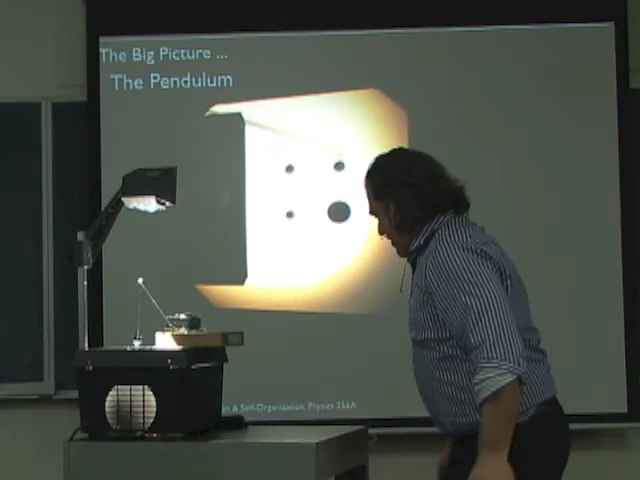 The Big Picture ...
The Pendulum
& Self-Organization, Physics 256A